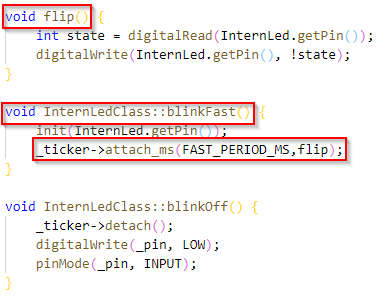 void flip() {
int state = digitalRead(InternLed.getPin());
digitalWrite(InternLed.getPin(), !state);
}
void InternLedClass::blinkFast() {
init(InternLed.getPin());
_ticker->attach_ms(FAST_PERIOD_MS,flip);
}
void InternLedClass::blinkOff() {
_ticker->detach();
digitalWrite(_pin, LOW);
pinMode(_pin, INPUT);
}